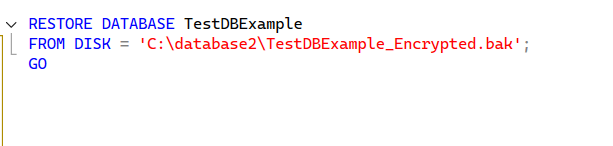 RESTORE DATABASE TestDBExample
FROM DISK = 'C:\database2\TestDBExample_Encrypted.bak';
GO